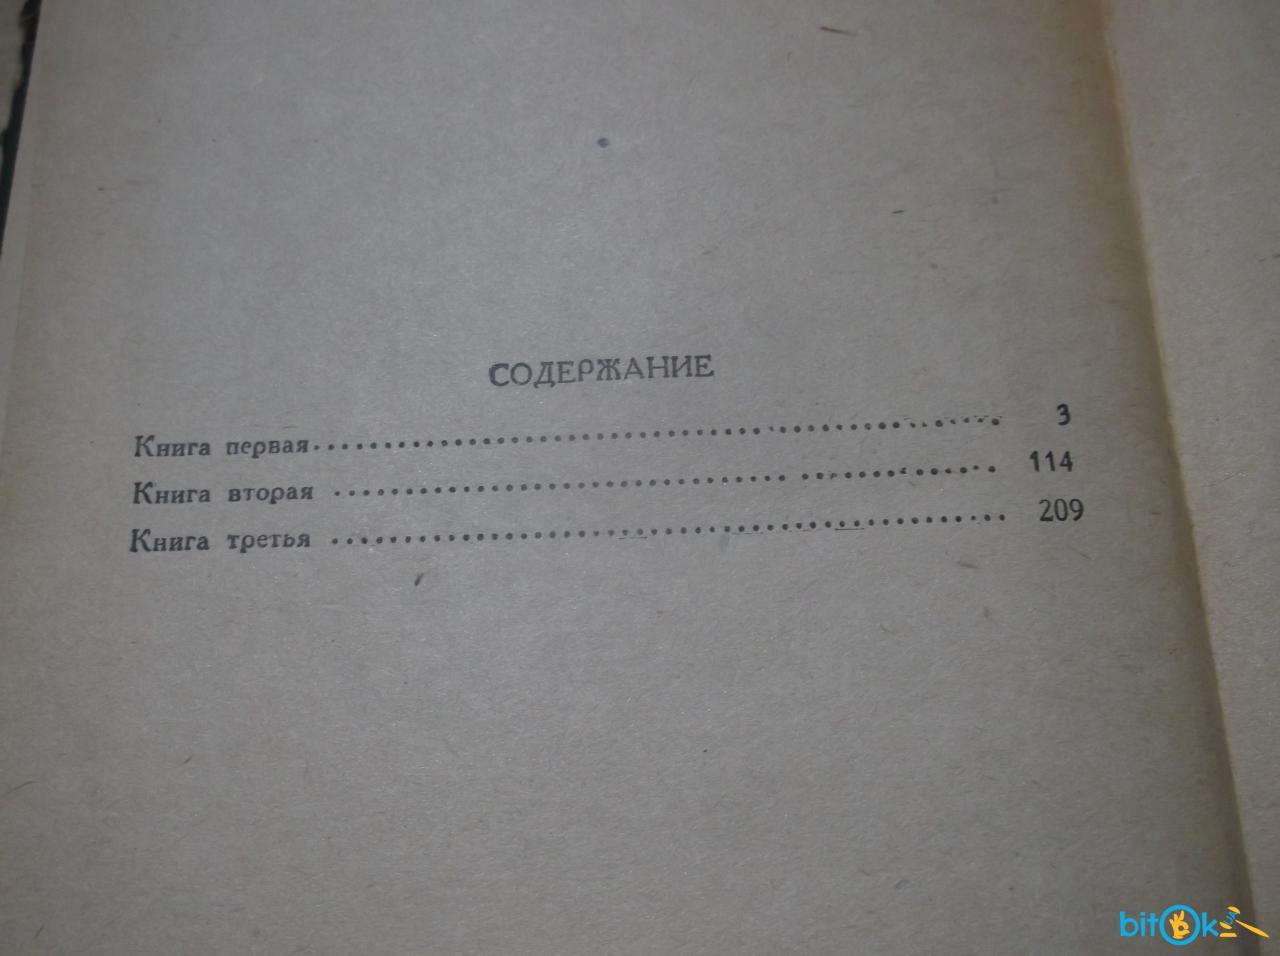 СОДЕРЖАНИЕ
Книга первая 3
Книга вторая 114
Книга третья 209
bitOk